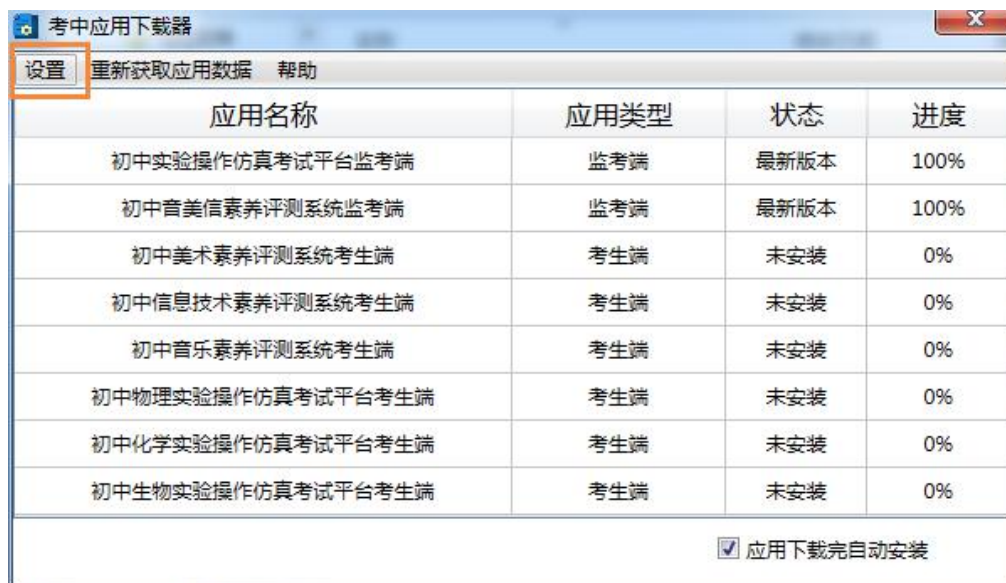 考中应用下载器
设置 重新获取应用数据 帮助
应用名称 应用类型 状态 进度
初中实验操作仿真考试平台监考端 监考端 最新版本 100%
初中音美信素养评测系统监考端 监考端 最新版本 100%
初中美术素养评测系统考生端 考生端 未安装 0%
初中信息技术素养评测系统考生端 考生端 未安装 0%
初中音乐素养评测系统考生端 考生端 未安装 0%
初中物理实验操作仿真考试平台考生端 考生端 未安装 0%
初中化学实验操作仿真考试平台考生端 考生端 未安装 0%
初中生物实验操作仿真考试平台考生端 考生端 未安装 0%
应用下载完自动安装